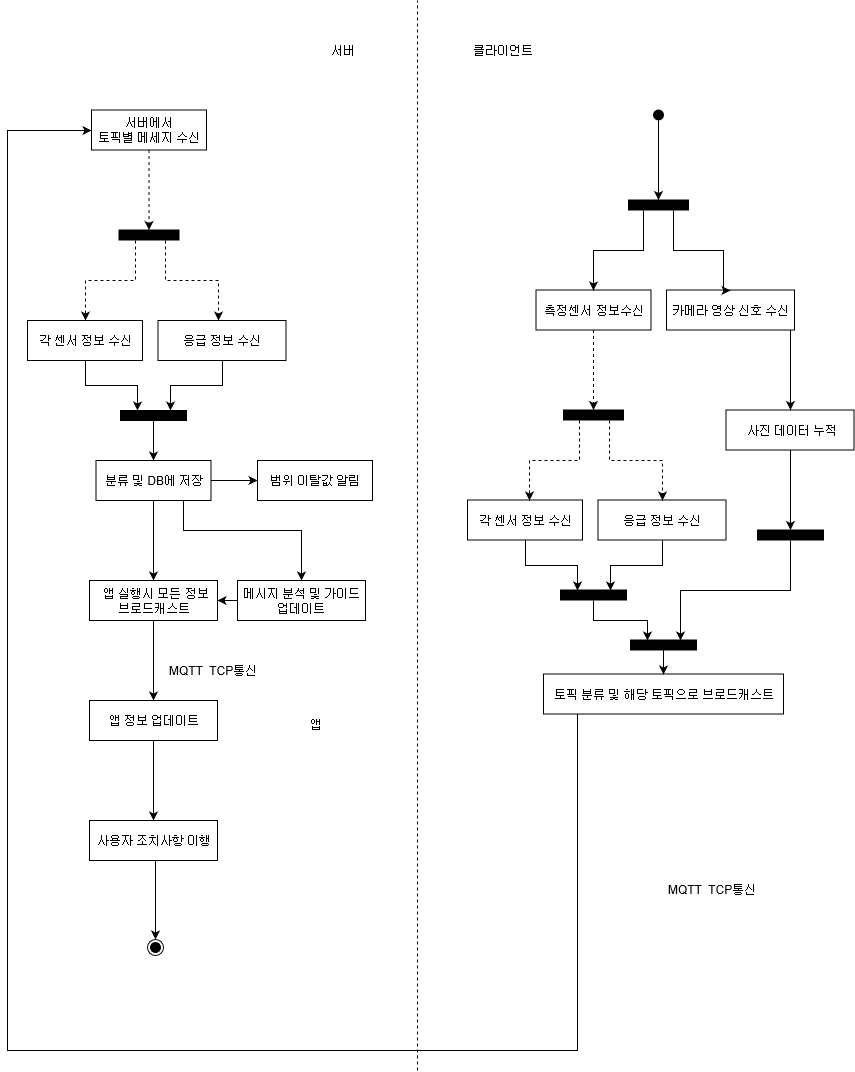 서버
클라이언트
서버에서
토픽별 메세지 수신
각 센서 정보 수신
응급 정보 수신
분류 및 DB에 저장
범위 이탈값 알림
앱 실행시 모든 정보
브로드캐스트
메시지 분석 및 가이드
업데이트
MQTT TCP통신
앱 정보 업데이트
앱
사용자 조치사항 이행
측정센서 정보수신
카메라 영상 신호 수신
사진 데이터 누적
각 센서 정보 수신
응급 정보 수신
토픽 분류 및 해당 토픽으로 브로드캐스트
MQTT TCP통신